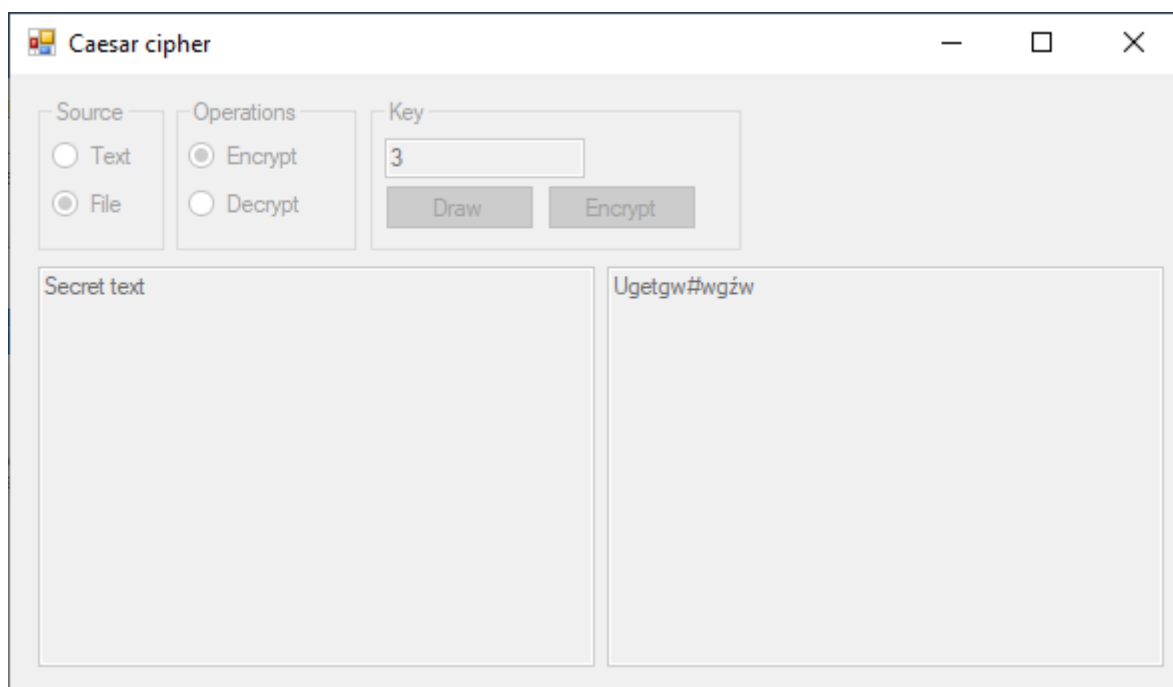 Caesar cipher
Source
Operations
Key
Text
Encrypt
3
File
Decrypt
Draw
Encrypt
Secret text
Ugetgw#wgźw